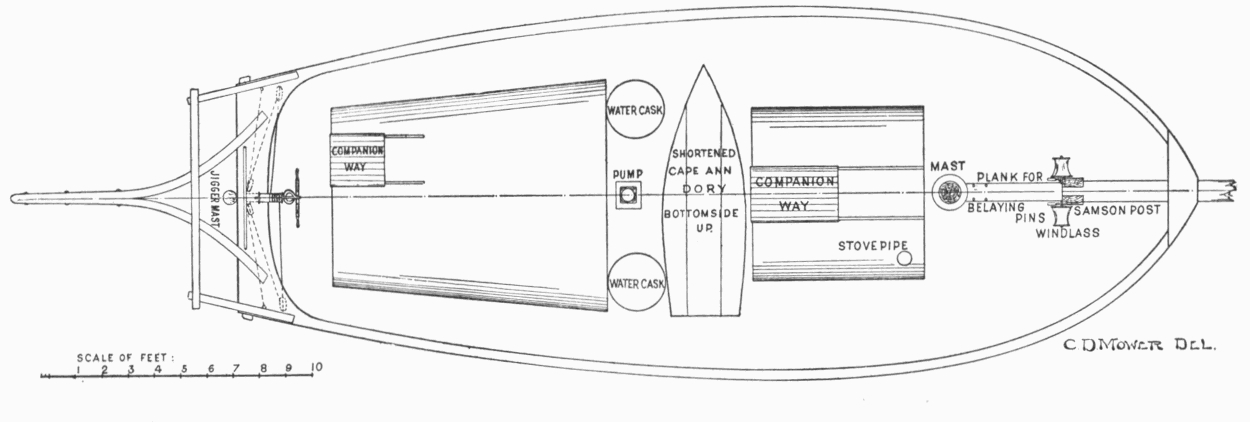 JIGGER MAST
COMPANION
WAY
WATER CASK
PUMP
WATER CASK
SHORTENED
CAPE ANN
DORY
BOTTOMSIDE
UP.
COMPANION
WAY
STOVE PIPE
MAST
PLANK FOR
BELAYING
PINS
SAMSON POST
WINDLASS
C D MOWER DEL.
SCALE OF FEET:
1 2 3 4 5 6 7 8 9 10